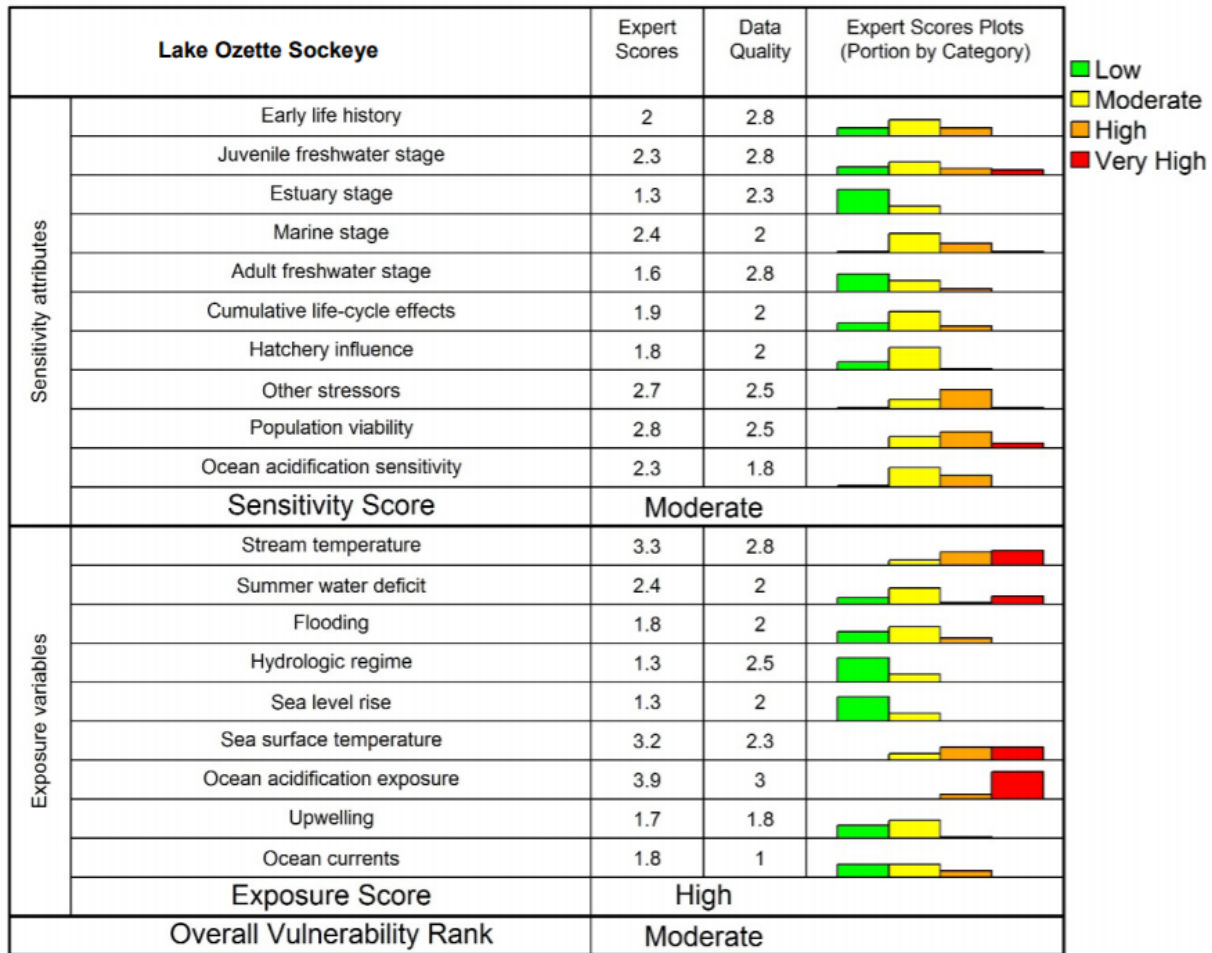 Lake Ozette Sockeye
Expert Scores
Data Quality
Expert Scores Plots
(Portion by Category)
Low
Moderate
High
Very High
Sensitivity attributes
Early life history 2 2.8
Juvenile freshwater stage 2.3 2.8
Estuary stage 1.3 2.3
Marine stage 2.4 2
Adult freshwater stage 1.6 2.8
Cumulative life-cycle effects 1.9 2
Hatchery influence 1.8 2
Other stressors 2.7 2.5
Population viability 2.8 2.5
Ocean acidification sensitivity 2.3 1.8
Sensitivity Score Moderate
Exposure variables
Stream temperature 3.3 2.8
Summer water deficit 2.4 2
Flooding 1.8 2
Hydrologic regime 1.3 2.5
Sea level rise 1.3 2
Sea surface temperature 3.2 2.3
Ocean acidification exposure 3.9 3
Upwelling 1.7 1.8
Ocean currents 1.8 1
Exposure Score High
Overall Vulnerability Rank Moderate